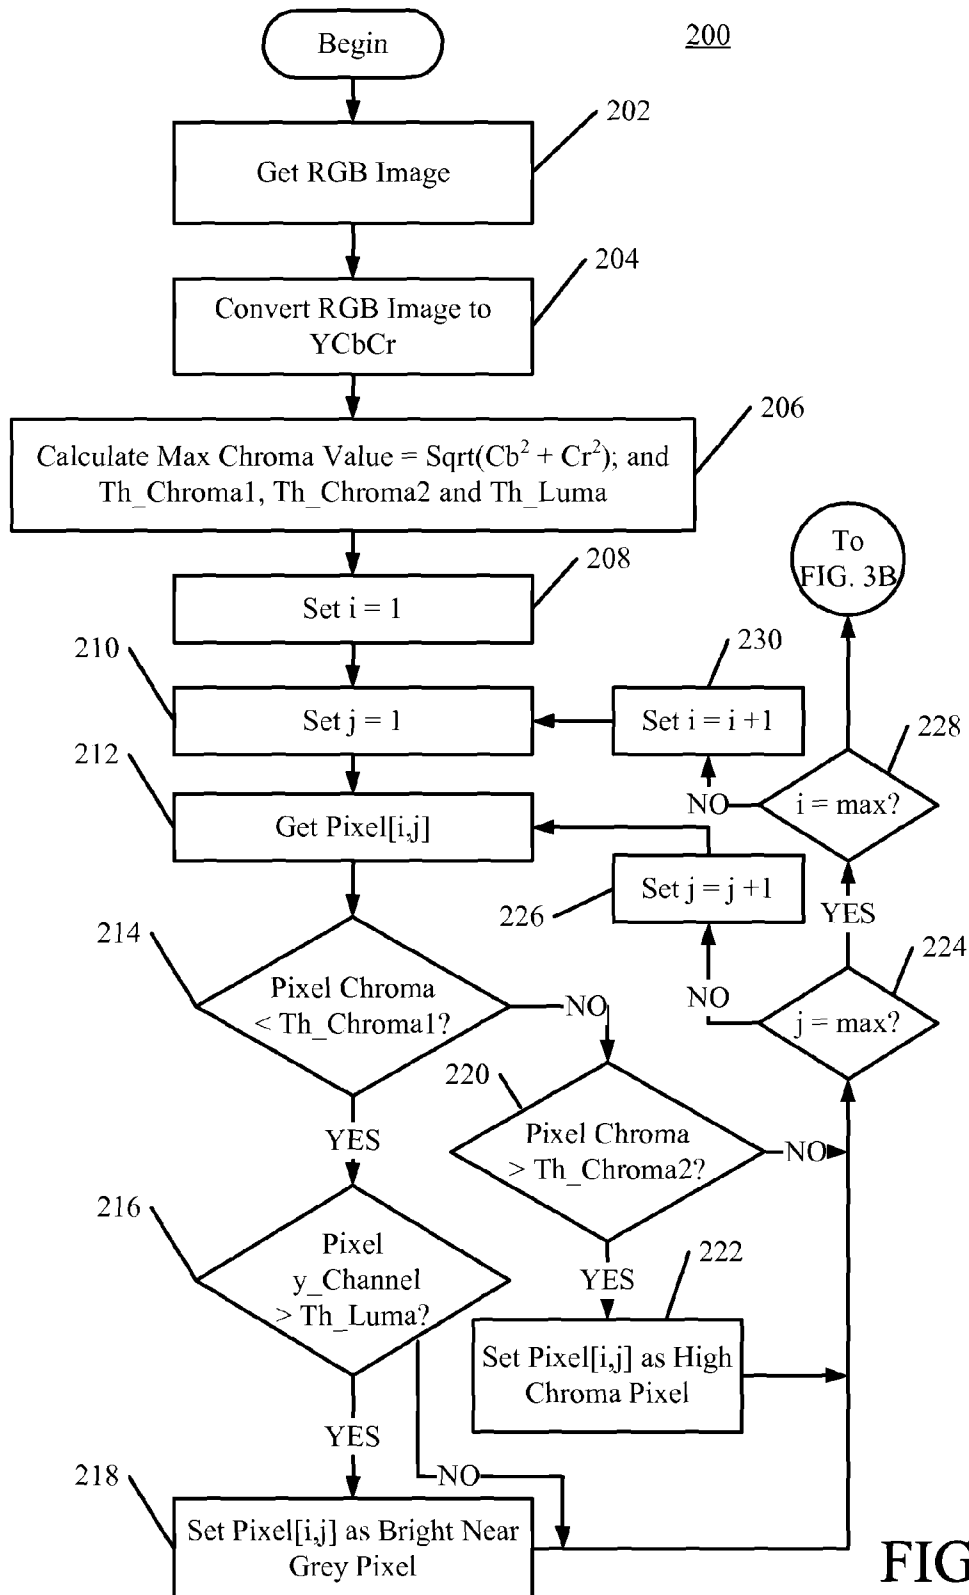 Begin
200
202
Get RGB Image
204
Convert RGB Image to
YCbCr
206
Calculate Max Chroma Value = Sqrt(Cb² + Cr²); and
Th_Chroma1, Th_Chroma2 and Th_Luma
To
FIG. 3B
208
Set i = 1
210
230
Set j = 1
Set i = i +1
228
212
NO
i = max?
Get Pixel[i,j]
Set j = j +1
226
YES
214
224
Pixel Chroma
< Th_Chroma1?
NO
NO
j = max?
220
YES
Pixel Chroma
> Th_Chroma2?
NO
216
Pixel
y_Channel
> Th_Luma?
YES
222
Set Pixel[i,j] as High
Chroma Pixel
YES
218
NO
Set Pixel[i,j] as Bright Near
Grey Pixel
FIG